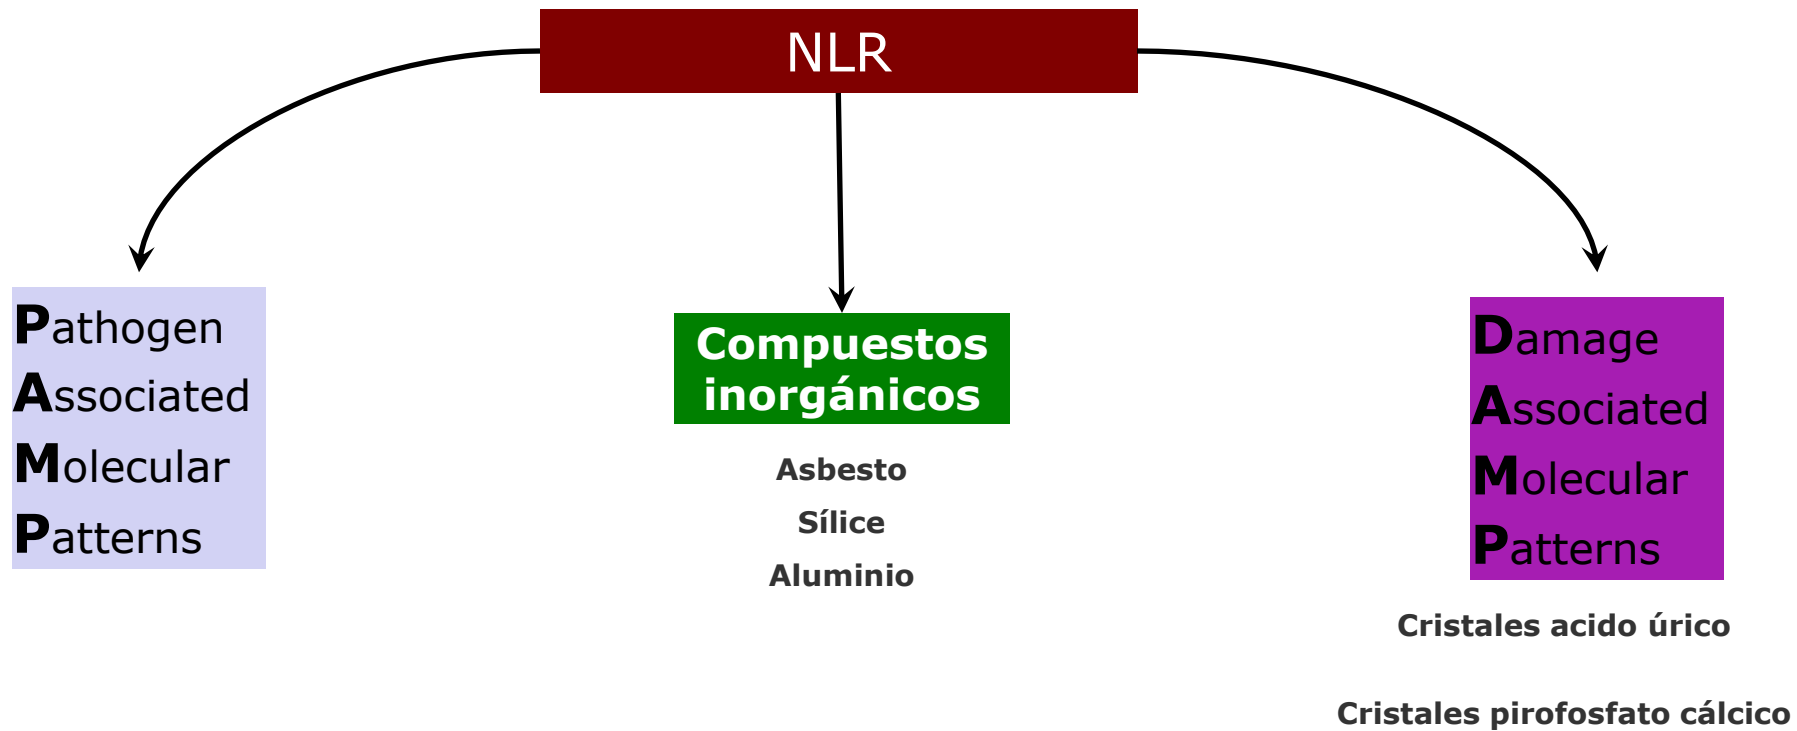 NLR
Pathogen
Associated
Molecular
Patterns
Compuestos
inorgánicos
Asbesto
Sílice
Aluminio
Damage
Associated
Molecular
Patterns
Cristales acido úrico
Cristales pirofosfato cálcico